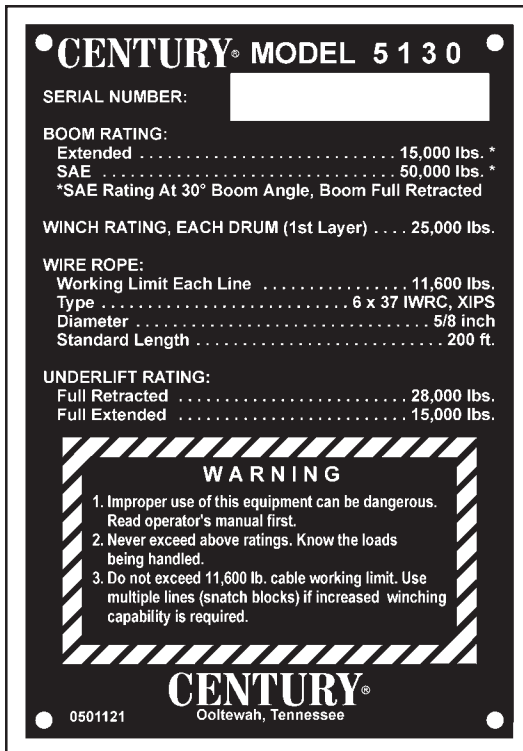 CENTURY® MODEL 5130
SERIAL NUMBER:
BOOM RATING:
Extended ............................ 15,000 lbs. *
SAE ................................ 50,000 lbs. *
*SAE Rating At 30° Boom Angle, Boom Full Retracted
WINCH RATING, EACH DRUM (1st Layer) .... 25,000 lbs.
WIRE ROPE:
Working Limit Each Line ................ 11,600 lbs.
Type ........................... 6 x 37 IWRC, XIPS
Diameter ................................ 5/8 inch
Standard Length ........................... 200 ft.
UNDERLIFT RATING:
Full Retracted ......................... 28,000 lbs.
Full Extended ......................... 15,000 lbs.
WARNING
1. Improper use of this equipment can be dangerous.
Read operator's manual first.
2. Never exceed above ratings. Know the loads
being handled.
3. Do not exceed 11,600 lb. cable working limit. Use
multiple lines (snatch blocks) if increased winching
capability is required.
CENTURY®
Ooltewah, Tennessee
0501121